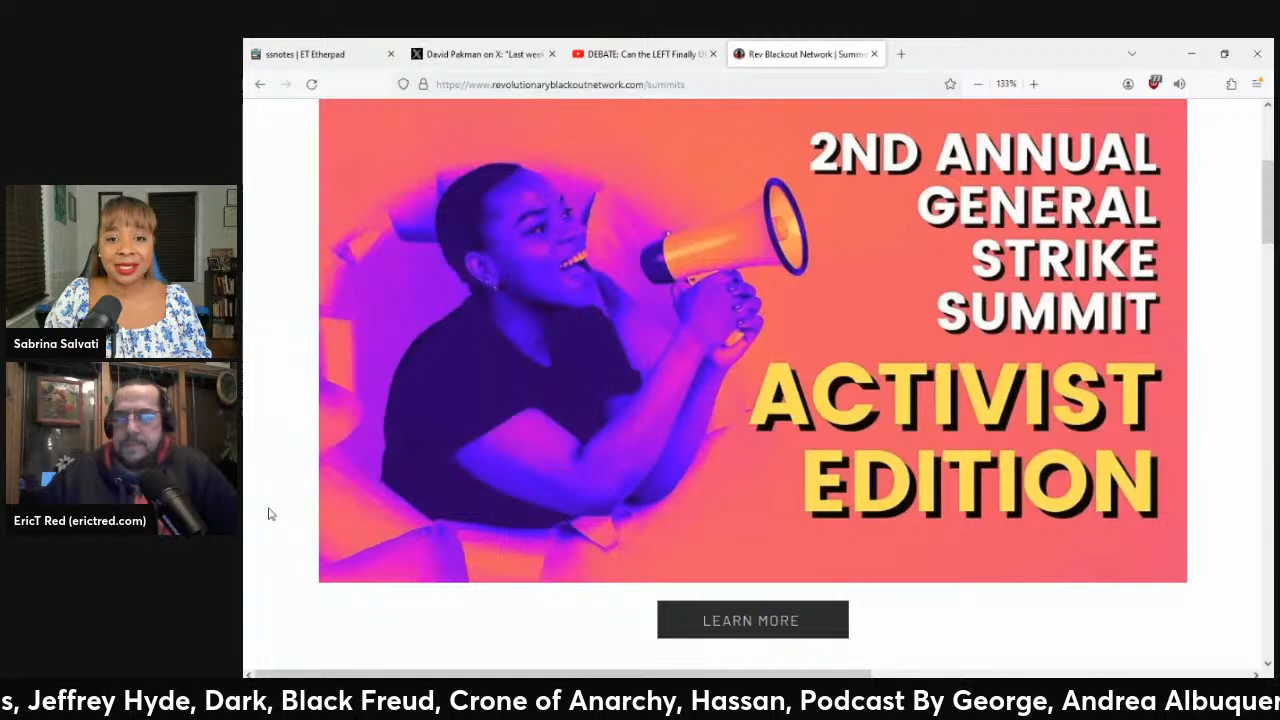 ssnotes | ET Etherpad
David Pakman on X: "Last wee
DEBATE: Can the LEFT Finally U
Rev Blackout Network | Summi
https://www.revolutionaryblackoutnetwork.com/summits
133%
77
2ND ANNUAL
GENERAL
STRIKE
SUMMIT
ACTIVIST
EDITION
LEARN MORE
Sabrina Salvati
EricT Red (erictred.com)
s, Jeffrey Hyde, Dark, Black Freud, Crone of Anarchy, Hassan, Podcast By George, Andrea Albuquer